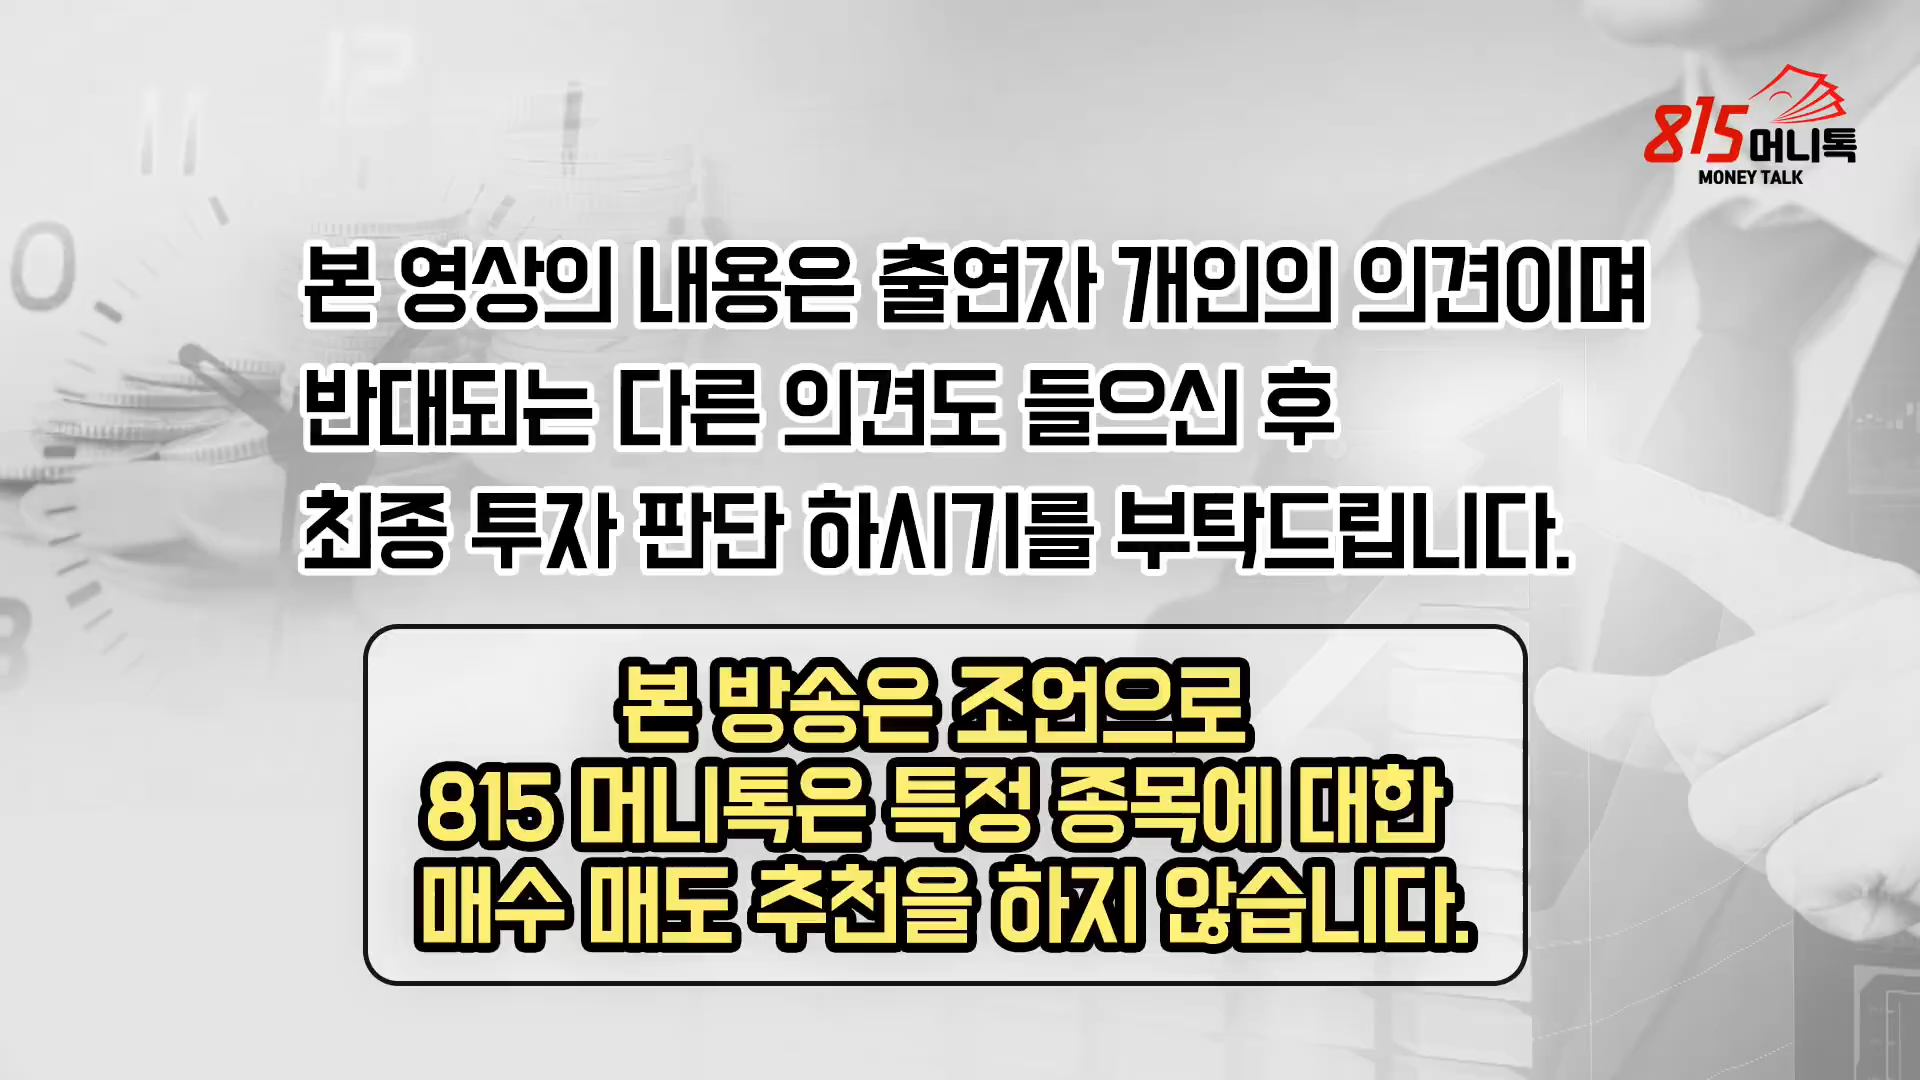 815 머니톡
MONEY TALK
본 영상의 내용은 출연자 개인의 의견이며
반대되는 다른 의견도 들으신 후
최종 투자 판단 하시기를 부탁드립니다.
본 방송은 조언으로
815 머니톡은 특정 종목에 대한
매수 매도 추천을 하지 않습니다.
12
11
1
10
8